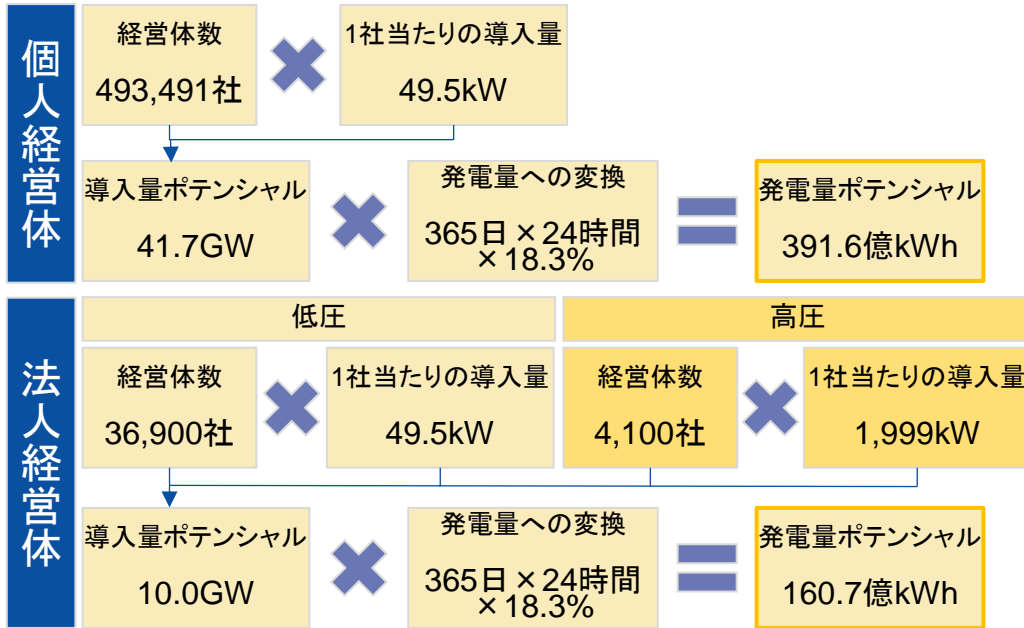 個人経営体
経営体数
493,491社
1社当たりの導入量
49.5kW
導入量ポテンシャル
41.7GW
発電量への変換
365日×24時間
×18.3%
発電量ポテンシャル
391.6億kWh
法人経営体
低圧
高圧
経営体数
36,900社
1社当たりの導入量
49.5kW
経営体数
4,100社
1社当たりの導入量
1,999kW
導入量ポテンシャル
10.0GW
発電量への変換
365日×24時間
×18.3%
発電量ポテンシャル
160.7億kWh